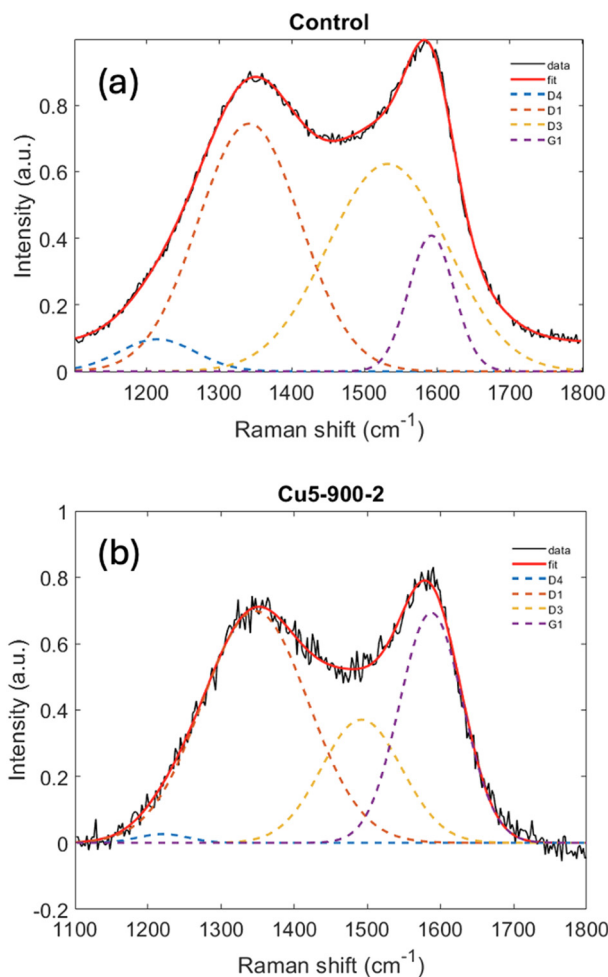 Control
(a)
data
fit
D4
D1
D3
G1
Intensity (a.u.)
0.8
0.6
0.4
0.2
0
1200 1300 1400 1500 1600 1700 1800
Raman shift (cm⁻¹)
Cu5-900-2
(b)
data
fit
D4
D1
D3
G1
Intensity (a.u.)
1
0.8
0.6
0.4
0.2
0
-0.2
1100 1200 1300 1400 1500 1600 1700 1800
Raman shift (cm⁻¹)